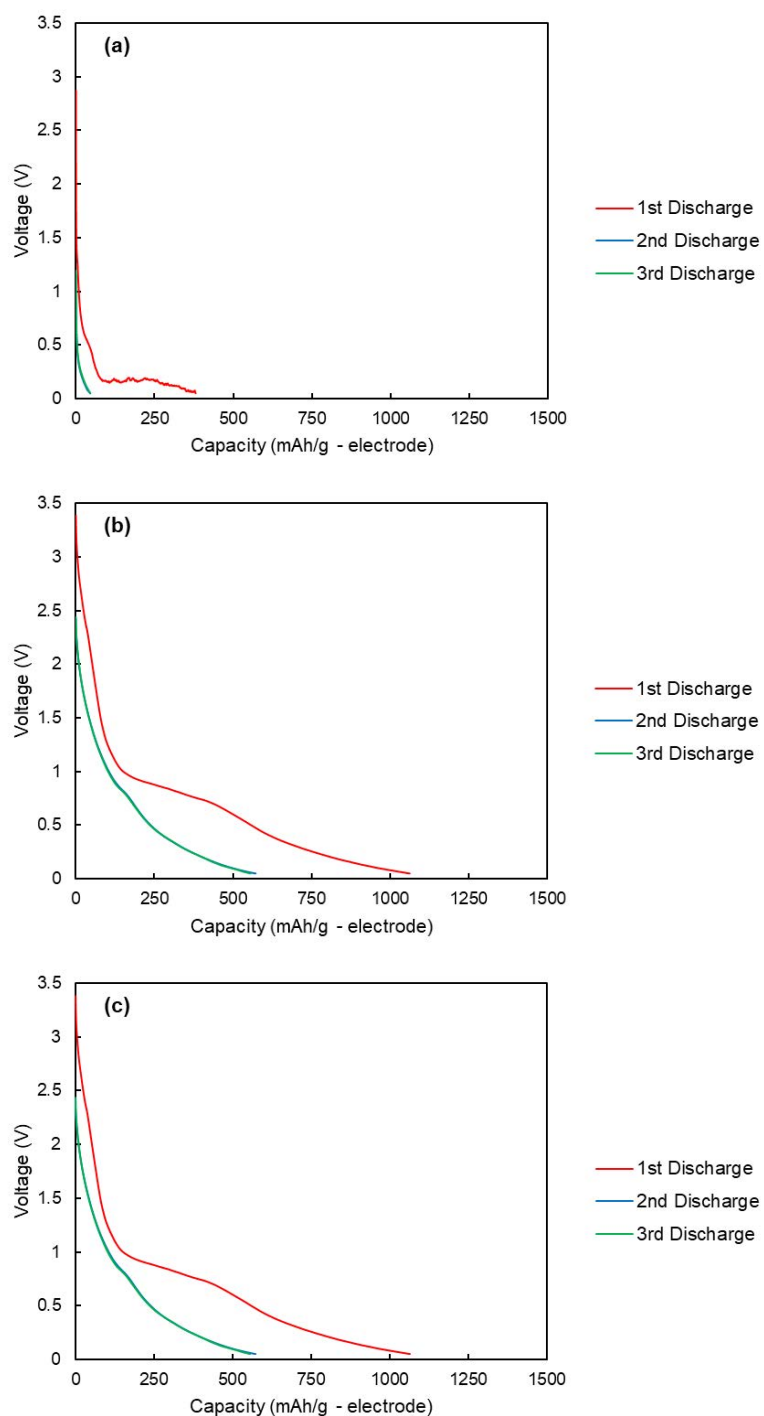 (a)
3.5
3
2.5
2
1.5
1
0.5
0
Voltage (V)
0 250 500 750 1000 1250 1500
Capacity (mAh/g - electrode)
1st Discharge
2nd Discharge
3rd Discharge
(b)
3.5
3
2.5
2
1.5
1
0.5
0
Voltage (V)
0 250 500 750 1000 1250 1500
Capacity (mAh/g - electrode)
1st Discharge
2nd Discharge
3rd Discharge
(c)
3.5
3
2.5
2
1.5
1
0.5
0
Voltage (V)
0 250 500 750 1000 1250 1500
Capacity (mAh/g - electrode)
1st Discharge
2nd Discharge
3rd Discharge